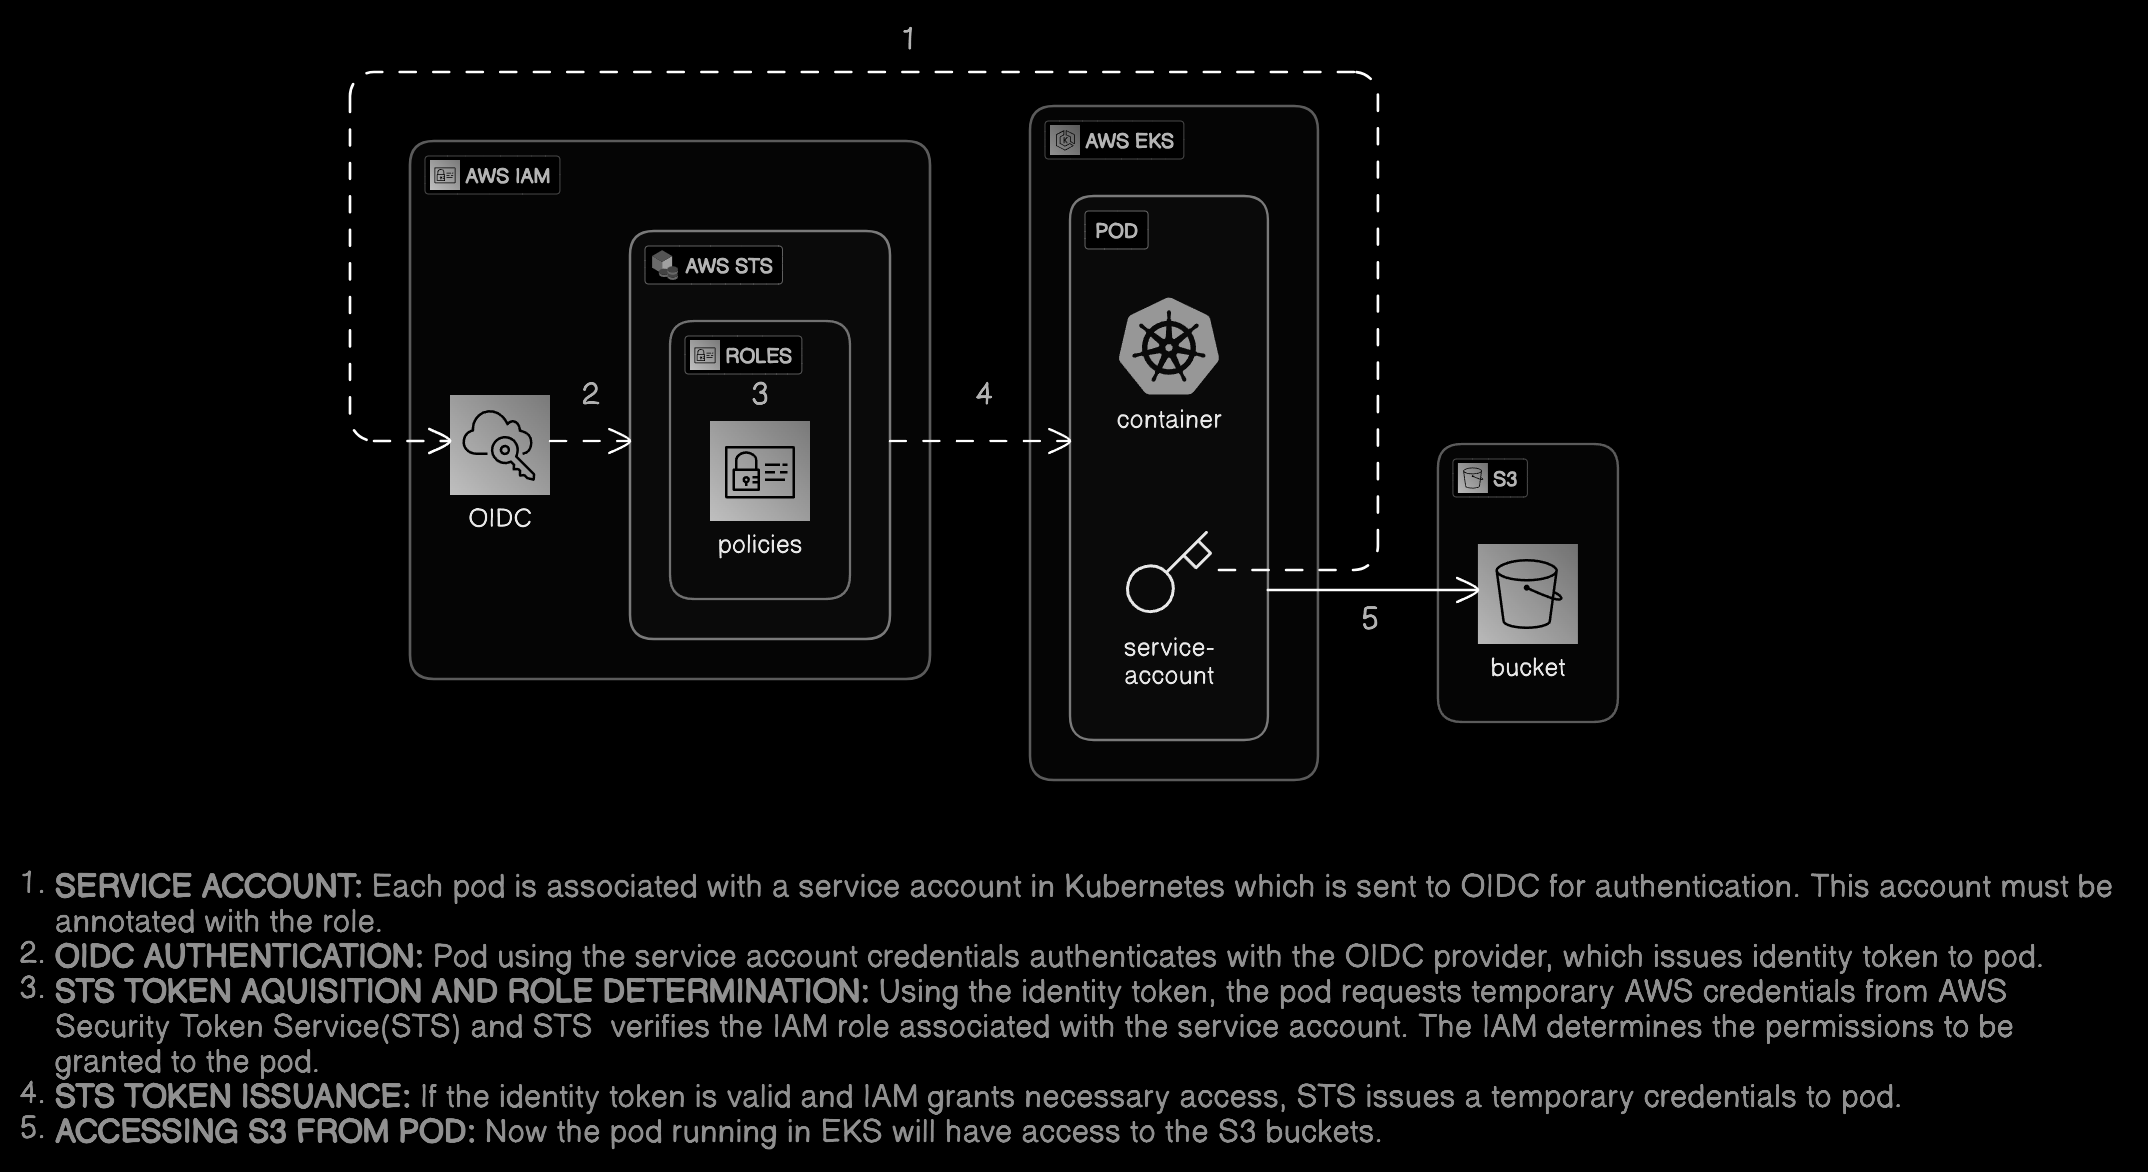 1
AWS IAM
AWS EKS
AWS STS
POD
ROLES
2
3
4
container
OIDC
policies
S3
5
service-
account
bucket
1. SERVICE ACCOUNT: Each pod is associated with a service account in Kubernetes which is sent to OIDC for authentication. This account must be
annotated with the role.
2. OIDC AUTHENTICATION: Pod using the service account credentials authenticates with the OIDC provider, which issues identity token to pod.
3. STS TOKEN AQUISITION AND ROLE DETERMINATION: Using the identity token, the pod requests temporary AWS credentials from AWS
Security Token Service(STS) and STS  verifies the IAM role associated with the service account. The IAM determines the permissions to be
granted to the pod.
4. STS TOKEN ISSUANCE: If the identity token is valid and IAM grants necessary access, STS issues a temporary credentials to pod.
5. ACCESSING S3 FROM POD: Now the pod running in EKS will have access to the S3 buckets.